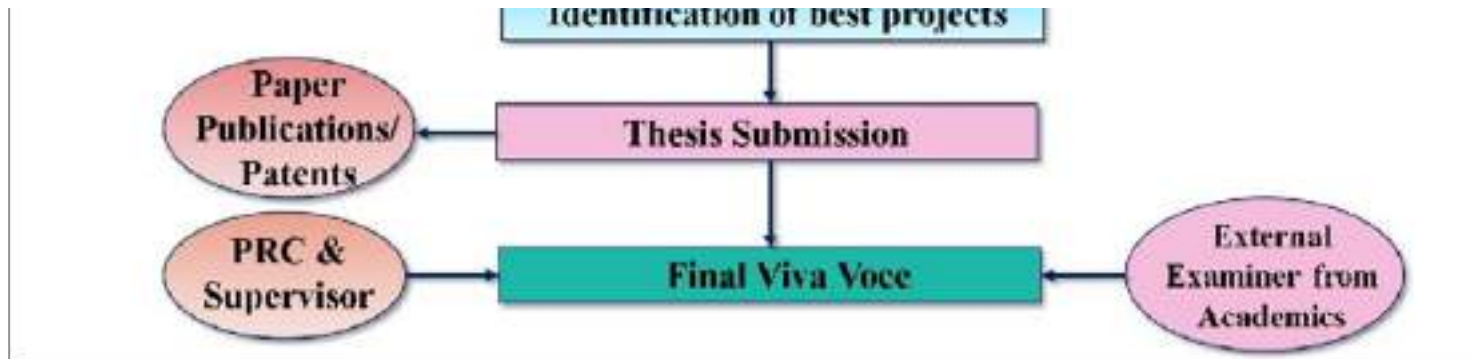 Identification of best projects
Paper
Publications/
Patents
Thesis Submission
PRC &
Supervisor
Final Viva Voce
External
Examiner from
Academics